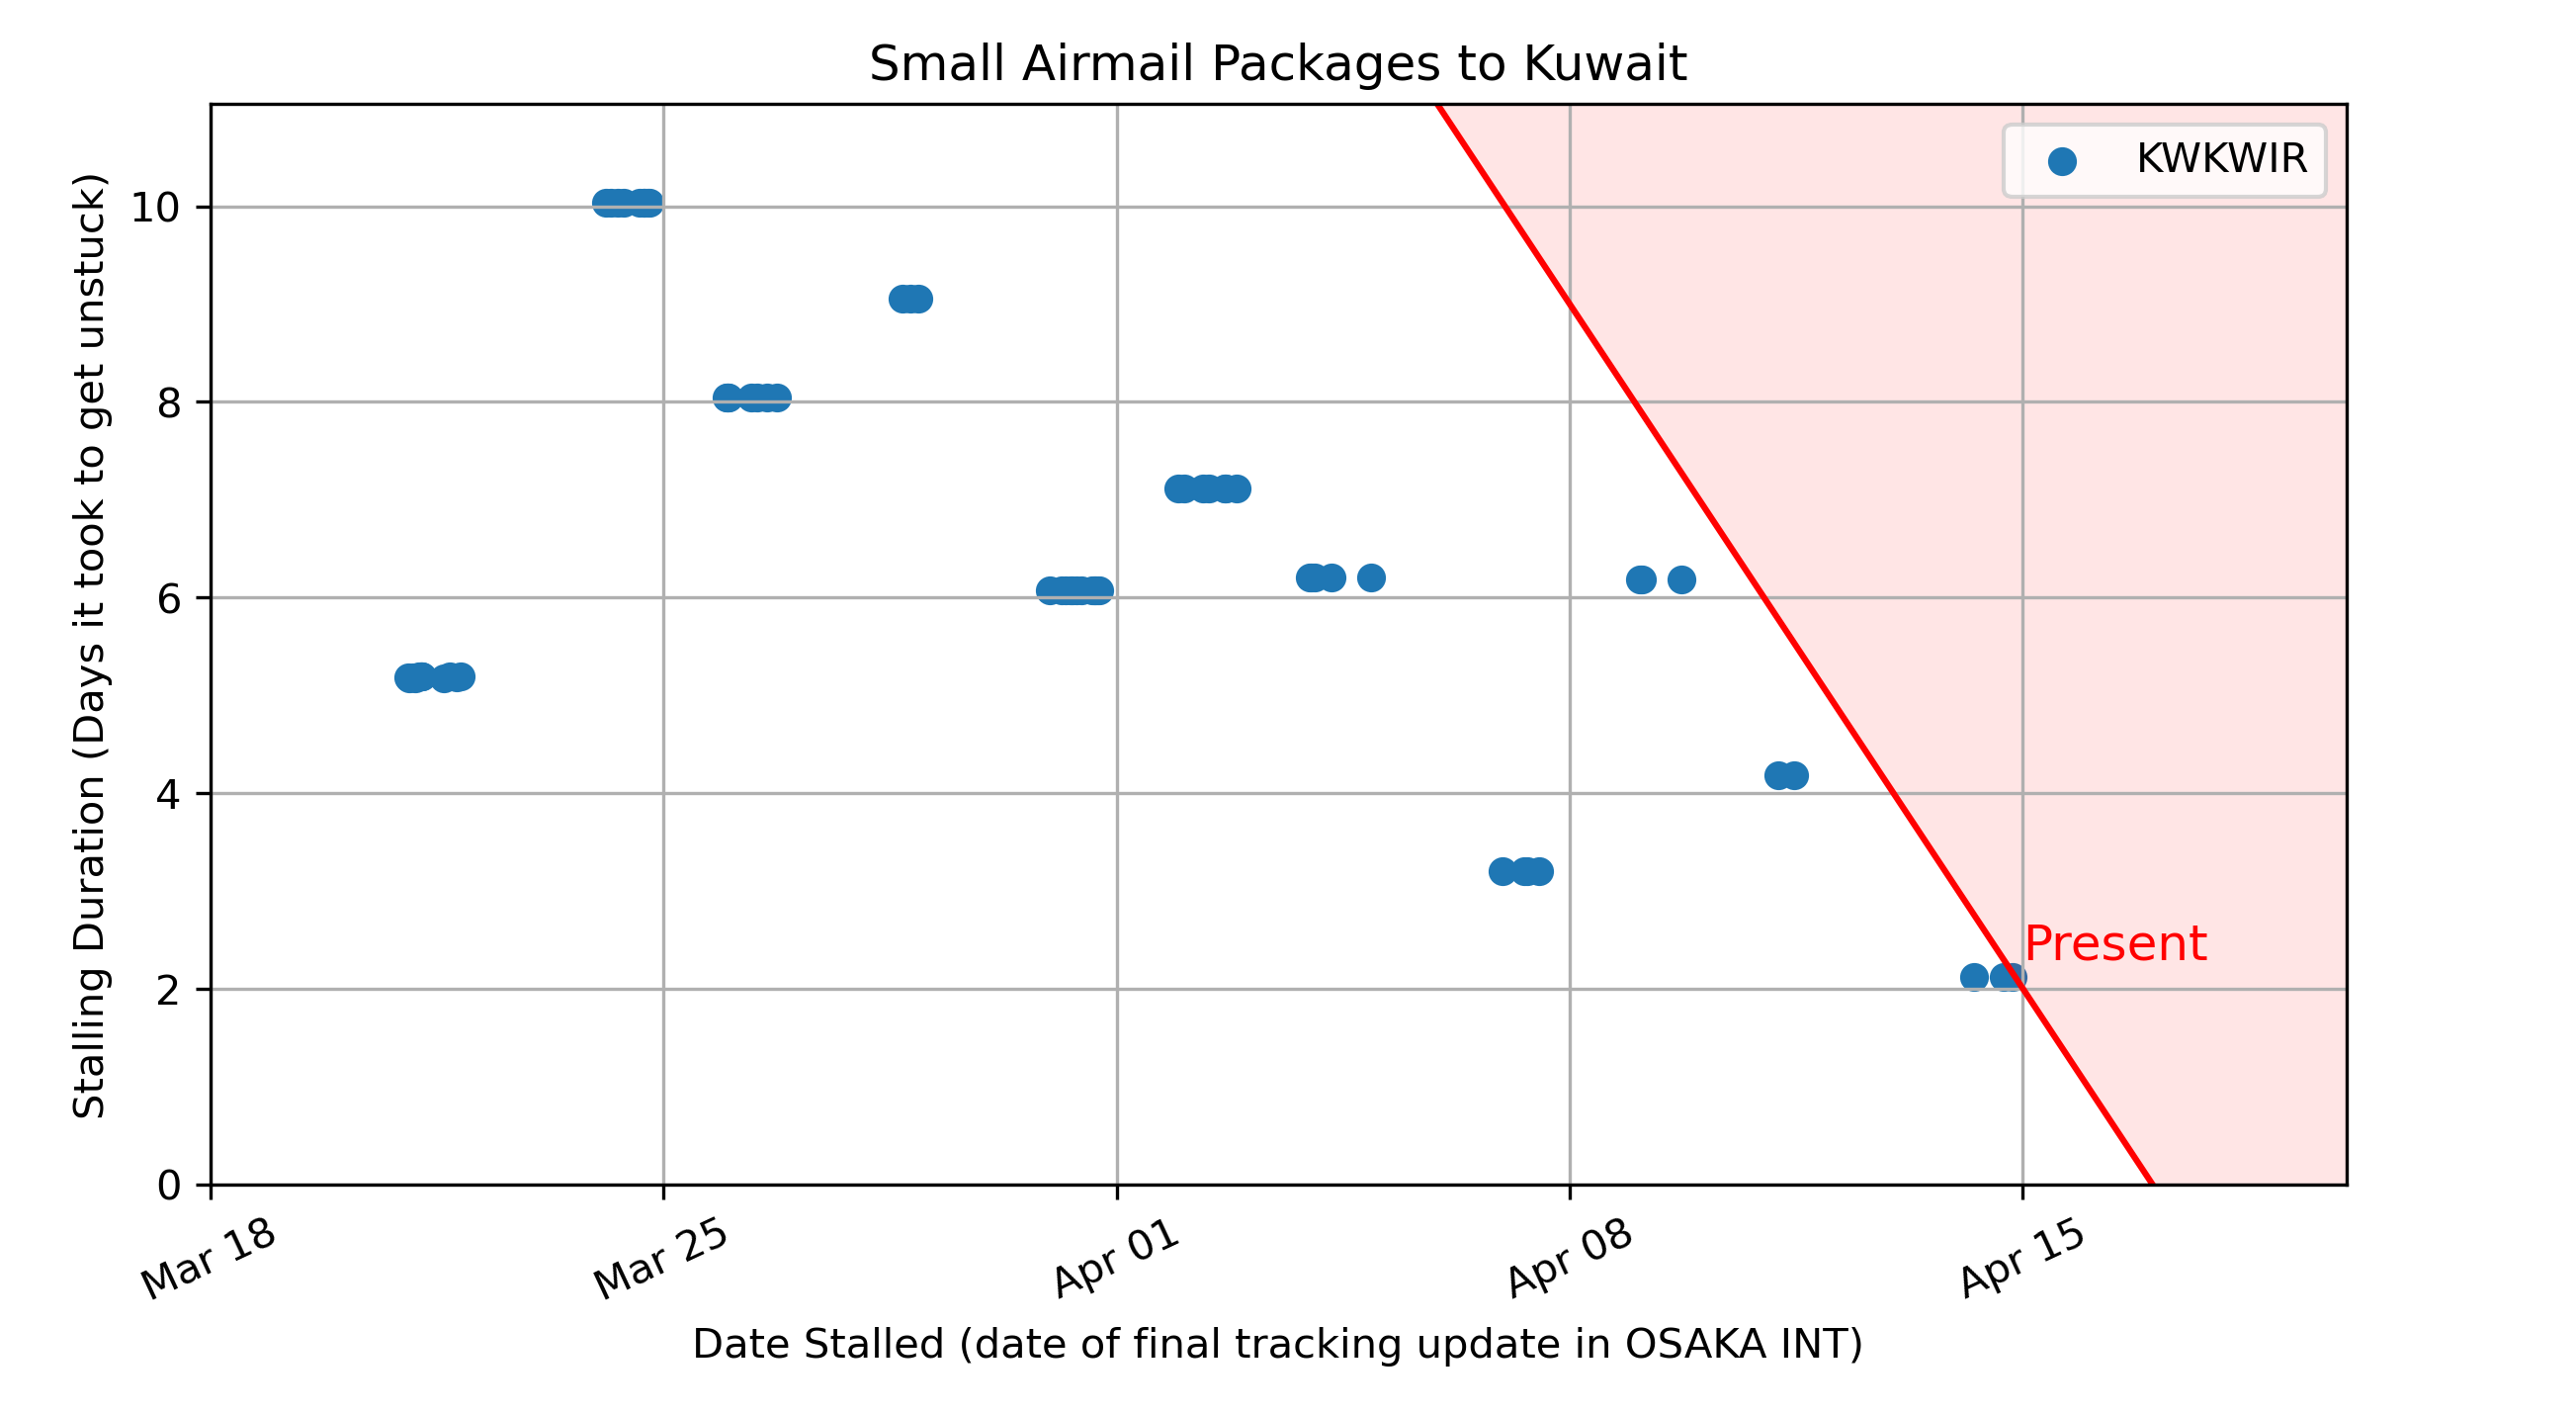 Small Airmail Packages to Kuwait
KWKWIR
Stalling Duration (Days it took to get unstuck)
10
8
6
4
2
0
Present
Mar 18
Mar 25
Apr 01
Apr 08
Apr 15
Date Stalled (date of final tracking update in OSAKA INT)